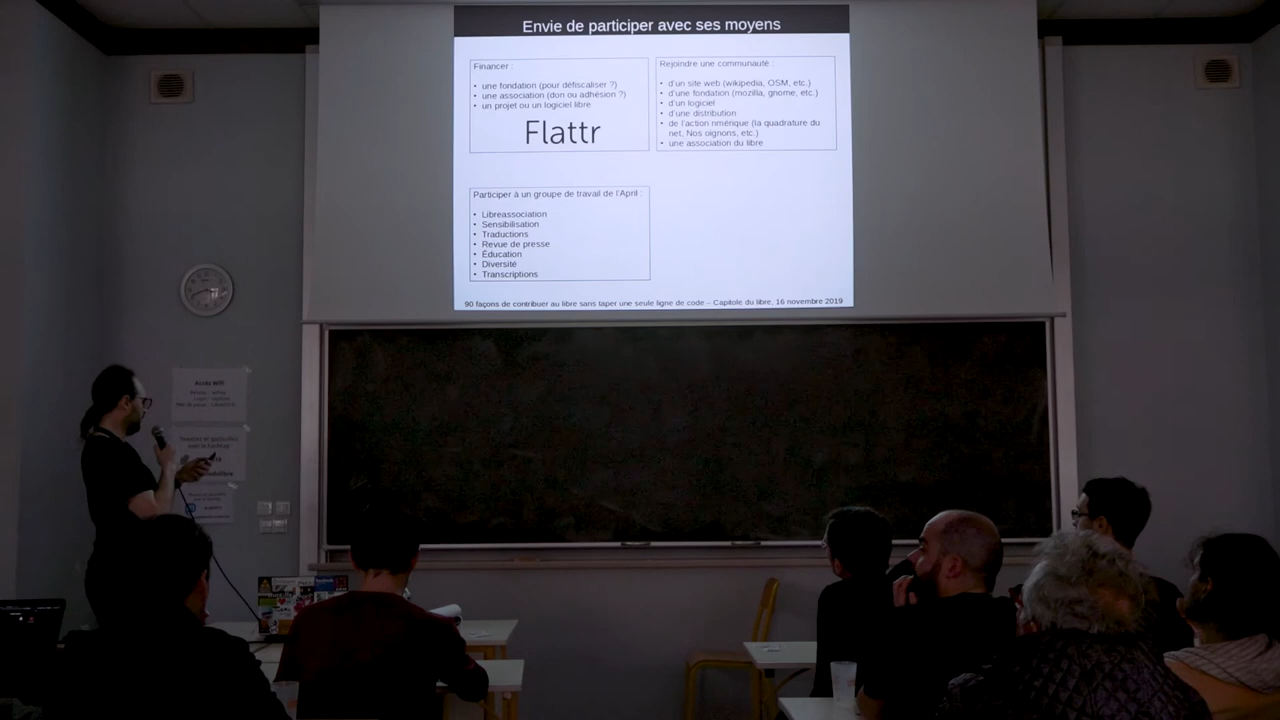 Envie de participer avec ses moyens
Financer :
• une fondation (pour défiscaliser ?)
• une association (don ou adhésion ?)
• un projet ou un logiciel libre
Flattr
Rejoindre une communauté :
• d'un site web (wikipedia, OSM, etc.)
• d'une fondation (mozilla, gnome, etc.)
• d'un logiciel
• d'une distribution
• de l'action nmérique (la quadrature du
net, Nos oignons, etc.)
• une association du libre
Participer à un groupe de travail de l'April :
• Libreassociation
• Sensibilisation
• Traductions
• Revue de presse
• Éducation
• Diversité
• Transcriptions
90 façons de contribuer au libre sans taper une seule ligne de code – Capitole du libre, 16 novembre 2019
Accès Wifi